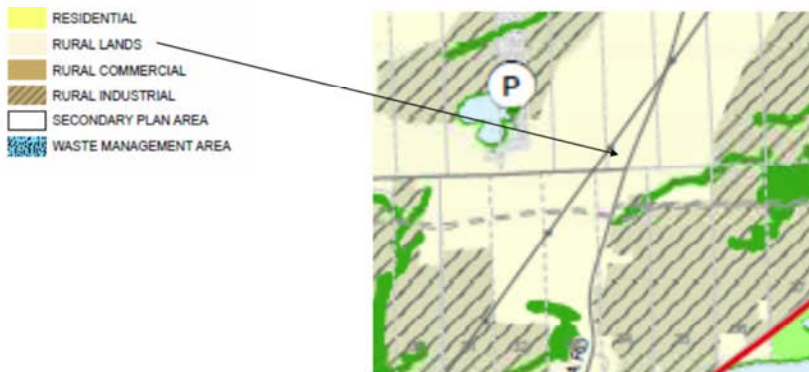 RESIDENTIAL
RURAL LANDS
RURAL COMMERCIAL
RURAL INDUSTRIAL
SECONDARY PLAN AREA
WASTE MANAGEMENT AREA
P